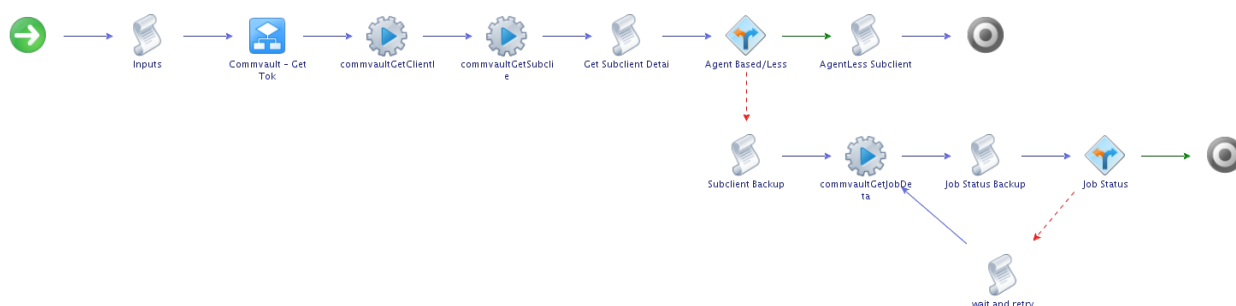 Inputs
Commvault - Get
Tok
commvaultGetClientI
commvaultGetSubclie
e
Get Subclient Detai
Agent Based/Less
AgentLess Subclient
Subclient Backup
commvaultGetJobDe
ta
Job Status Backup
Job Status
wait and retry